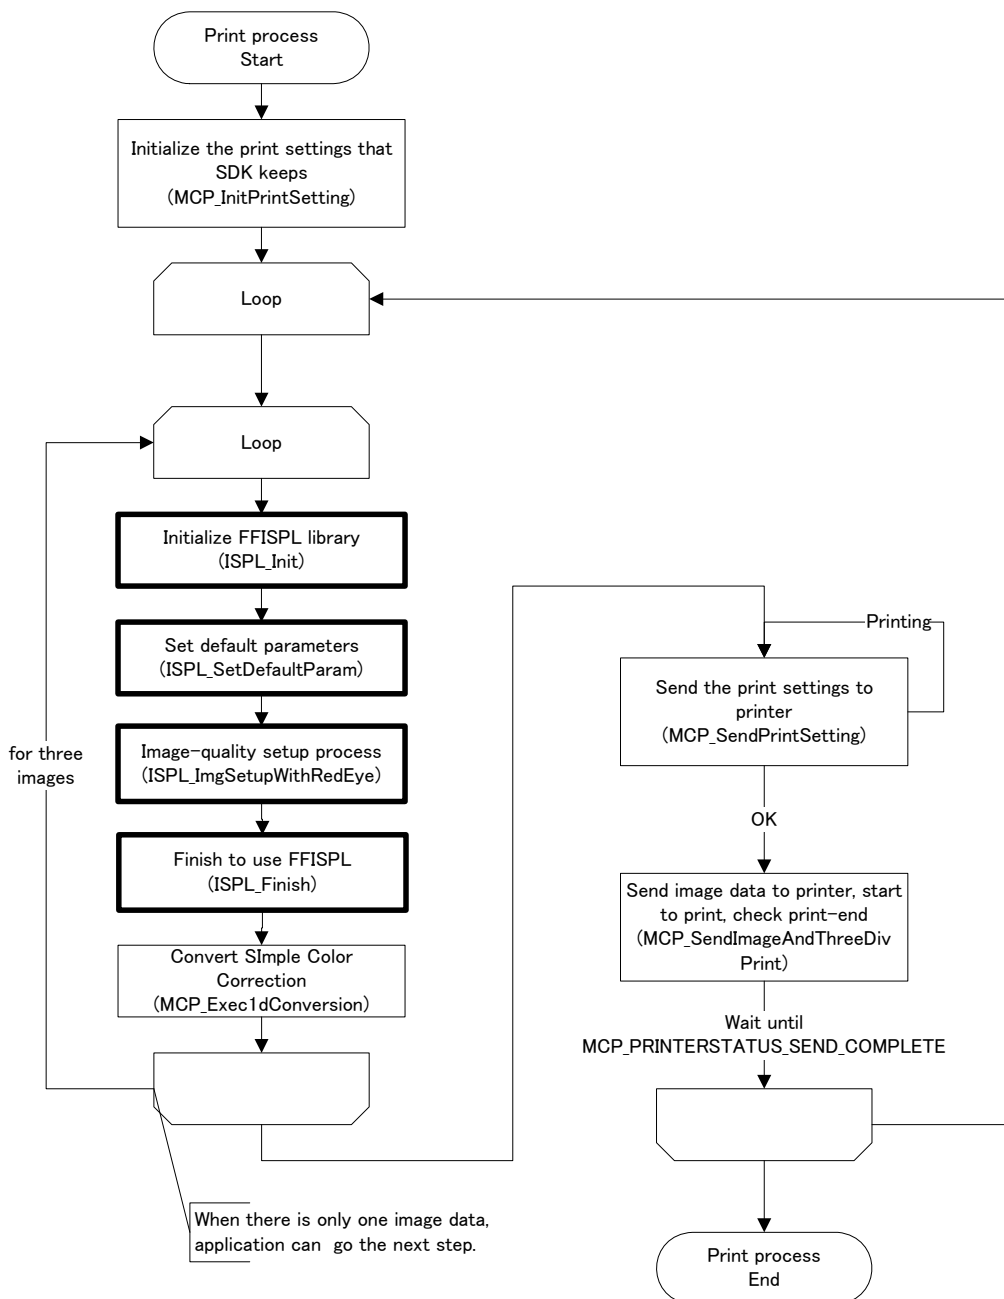 Print process
Start
Initialize the print settings that
SDK keeps
(MCP_InitPrintSetting)
Loop
Loop
Initialize FFISPL library
(ISPL_Init)
Set default parameters
(ISPL_SetDefaultParam)
Image-quality setup process
(ISPL_ImgSetupWithRedEye)
for three
images
Finish to use FFISPL
(ISPL_Finish)
Convert SImple Color
Correction
(MCP_Exec1dConversion)
When there is only one image data,
application can go the next step.
Printing
Send the print settings to
printer
(MCP_SendPrintSetting)
OK
Send image data to printer, start
to print, check print-end
(MCP_SendImageAndThreeDiv
Print)
Wait until
MCP_PRINTERSTATUS_SEND_COMPLETE
Print process
End